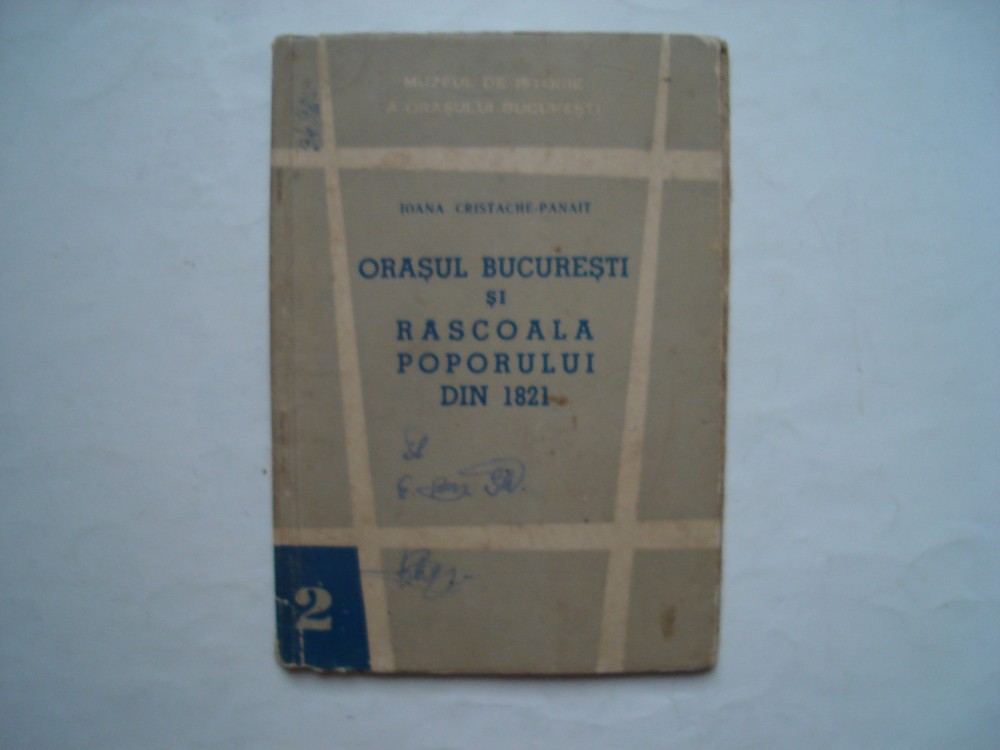 MUZEUL DE ISTORIE
A ORAȘULUI BUCUREȘTI
IOANA CRISTACHE-PANAIT
ORAȘUL BUCUREȘTI
ȘI
RASCOALA
POPORULUI
DIN 1821
2